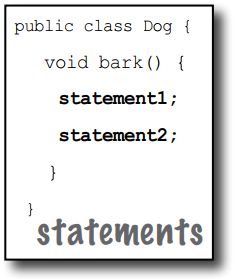 public class Dog {
void bark() {
statement1;
statement2;
}
}
statements